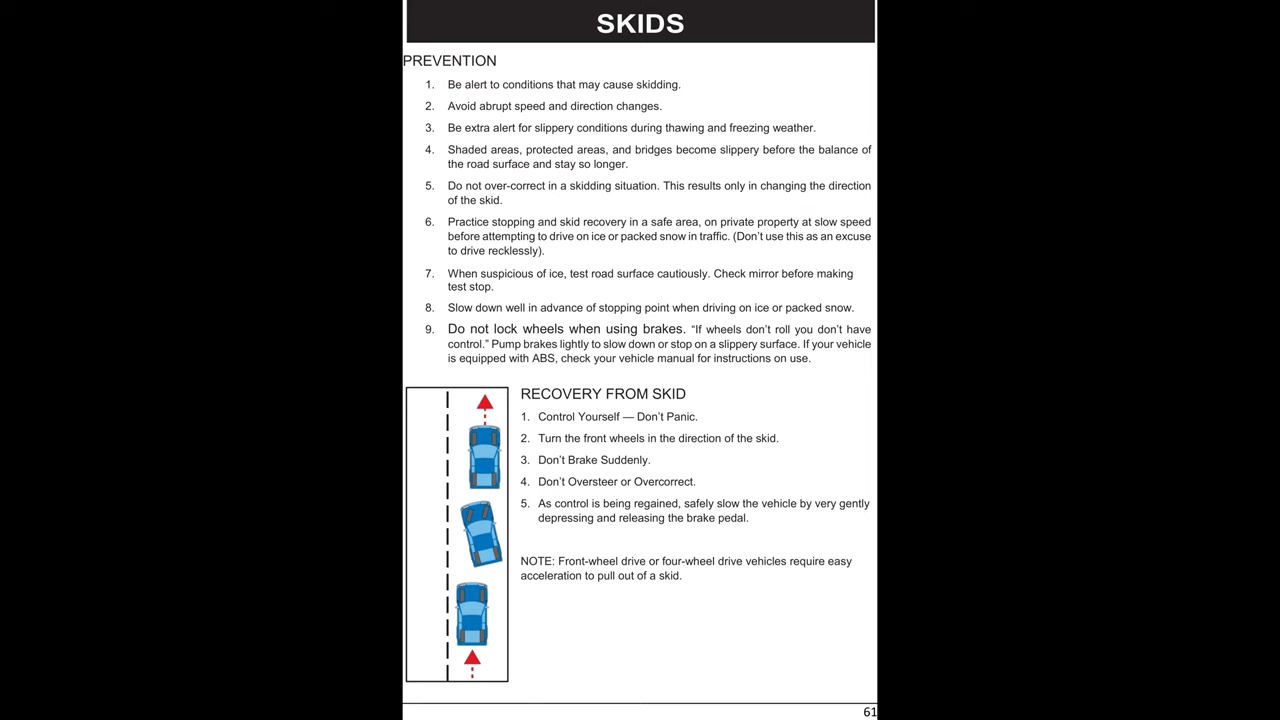 SKIDS
PREVENTION
1. Be alert to conditions that may cause skidding.
2. Avoid abrupt speed and direction changes.
3. Be extra alert for slippery conditions during thawing and freezing weather.
4. Shaded areas, protected areas, and bridges become slippery before the balance of
the road surface and stay so longer.
5. Do not over-correct in a skidding situation. This results only in changing the direction
of the skid.
6. Practice stopping and skid recovery in a safe area, on private property at slow speed
before attempting to drive on ice or packed snow in traffic. (Don’t use this as an excuse
to drive recklessly).
7. When suspicious of ice, test road surface cautiously. Check mirror before making
test stop.
8. Slow down well in advance of stopping point when driving on ice or packed snow.
9. Do not lock wheels when using brakes. “If wheels don’t roll you don’t have
control.” Pump brakes lightly to slow down or stop on a slippery surface. If your vehicle
is equipped with ABS, check your vehicle manual for instructions on use.
RECOVERY FROM SKID
1. Control Yourself — Don’t Panic.
2. Turn the front wheels in the direction of the skid.
3. Don’t Brake Suddenly.
4. Don’t Oversteer or Overcorrect.
5. As control is being regained, safely slow the vehicle by very gently
depressing and releasing the brake pedal.
NOTE: Front-wheel drive or four-wheel drive vehicles require easy
acceleration to pull out of a skid.
61